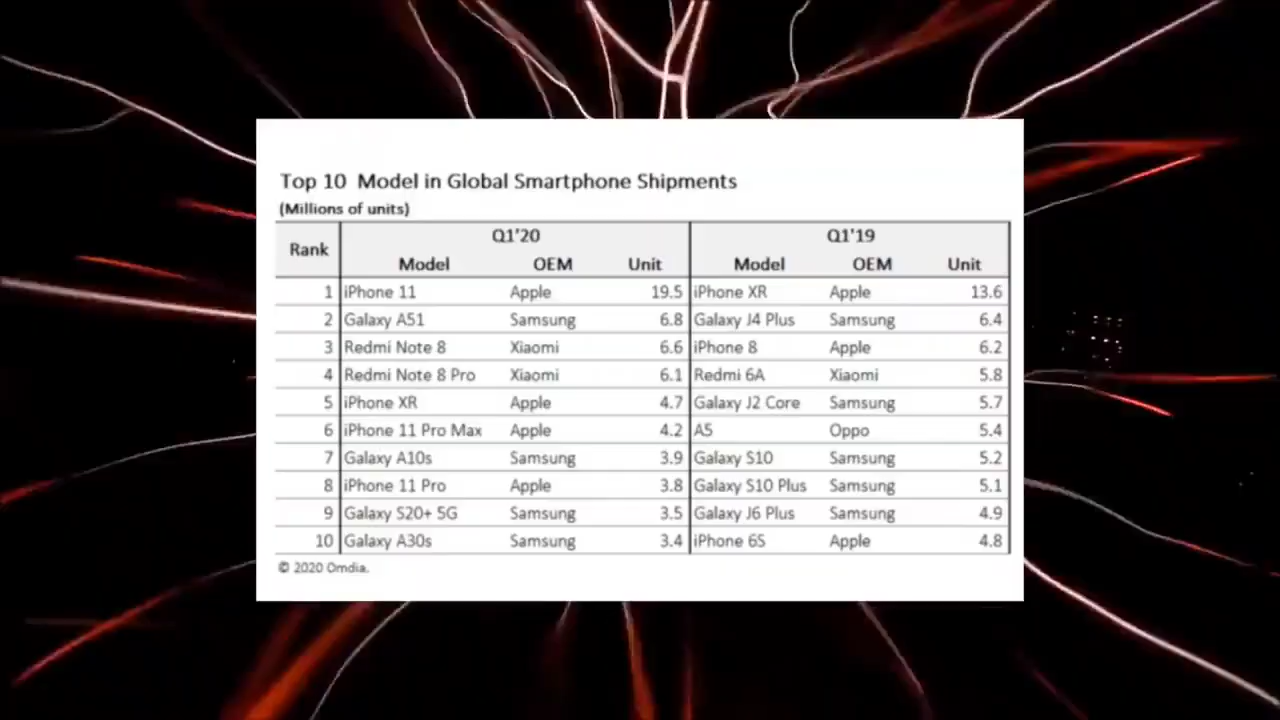 Top 10 Model in Global Smartphone Shipments
(Millions of units)
Rank Q1'20 Q1'19
Model OEM Unit Model OEM Unit
1 iPhone 11 Apple 19.5 iPhone XR Apple 13.6
2 Galaxy A51 Samsung 6.8 Galaxy J4 Plus Samsung 6.4
3 Redmi Note 8 Xiaomi 6.6 iPhone 8 Apple 6.2
4 Redmi Note 8 Pro Xiaomi 6.1 Redmi 6A Xiaomi 5.8
5 iPhone XR Apple 4.7 Galaxy J2 Core Samsung 5.7
6 iPhone 11 Pro Max Apple 4.2 A5 Oppo 5.4
7 Galaxy A10s Samsung 3.9 Galaxy S10 Samsung 5.2
8 iPhone 11 Pro Apple 3.8 Galaxy S10 Plus Samsung 5.1
9 Galaxy S20+ 5G Samsung 3.5 Galaxy J6 Plus Samsung 4.9
10 Galaxy A30s Samsung 3.4 iPhone 6S Apple 4.8
© 2020 Omdia.